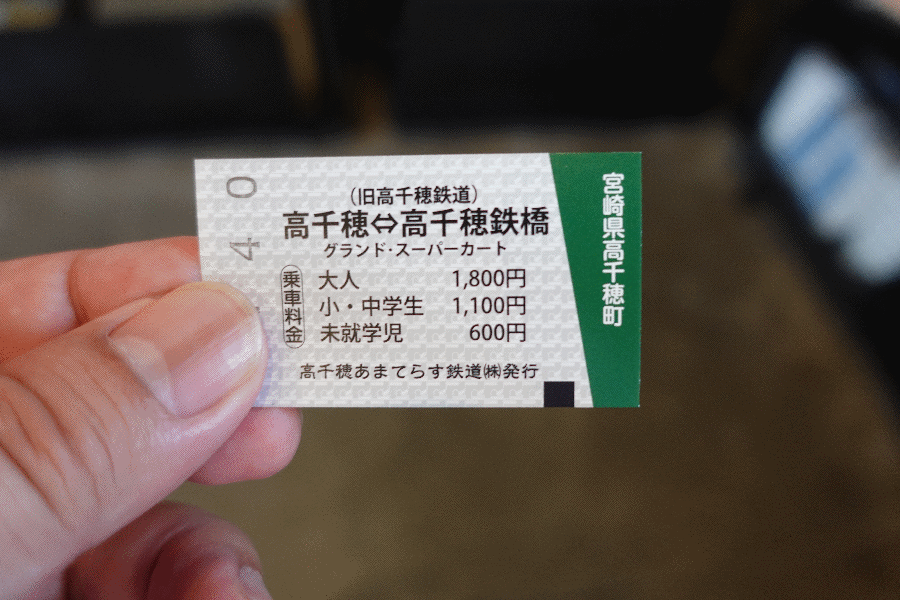 （旧高千穂鉄道）
高千穂⇔高千穂鉄橋
グランド･スーパーカート
乗車料金
大人 1,800円
小・中学生 1,100円
未就学児 600円
高千穂あまてらす鉄道㈱発行
宮崎県高千穂町
4 0